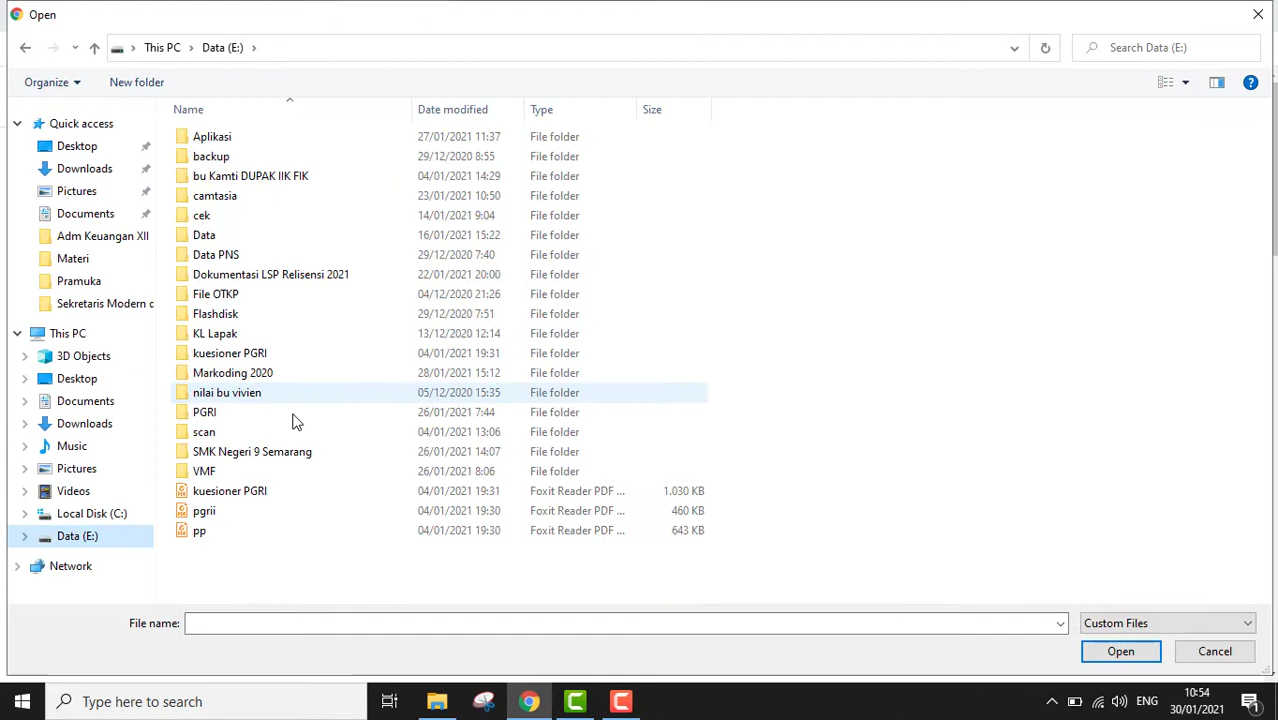 Open
This PC Data (E:)
Search Data (E:)
Organize New folder
Name Date modified Type Size
Quick access
Desktop
Downloads
Pictures
Documents
Adm Keuangan XII
Materi
Pramuka
Sekretaris Modern d
This PC
3D Objects
Desktop
Documents
Downloads
Music
Pictures
Videos
Local Disk (C:)
Data (E:)
Network
Aplikasi 27/01/2021 11:37 File folder
backup 29/12/2020 8:55 File folder
bu Kamti DUPAK IIK FIK 04/01/2021 14:29 File folder
camtasia 23/01/2021 10:50 File folder
cek 14/01/2021 9:04 File folder
Data 16/01/2021 15:22 File folder
Data PNS 29/12/2020 7:40 File folder
Dokumentasi LSP Relisensi 2021 22/01/2021 20:00 File folder
File OTKP 04/12/2020 21:26 File folder
Flashdisk 29/12/2020 7:51 File folder
KL Lapak 13/12/2020 12:14 File folder
kuesioner PGRI 04/01/2021 19:31 File folder
Markoding 2020 28/01/2021 15:12 File folder
nilai bu vivien 05/12/2020 15:35 File folder
PGRI 26/01/2021 7:44 File folder
scan 04/01/2021 13:06 File folder
SMK Negeri 9 Semarang 26/01/2021 14:07 File folder
VMF 26/01/2021 8:06 File folder
kuesioner PGRI 04/01/2021 19:31 Foxit Reader PDF ... 1.030 KB
pgrii 04/01/2021 19:30 Foxit Reader PDF ... 460 KB
pp 04/01/2021 19:30 Foxit Reader PDF ... 643 KB
File name: Custom Files
Open Cancel
Type here to search
ENG
10:54
30/01/2021
1